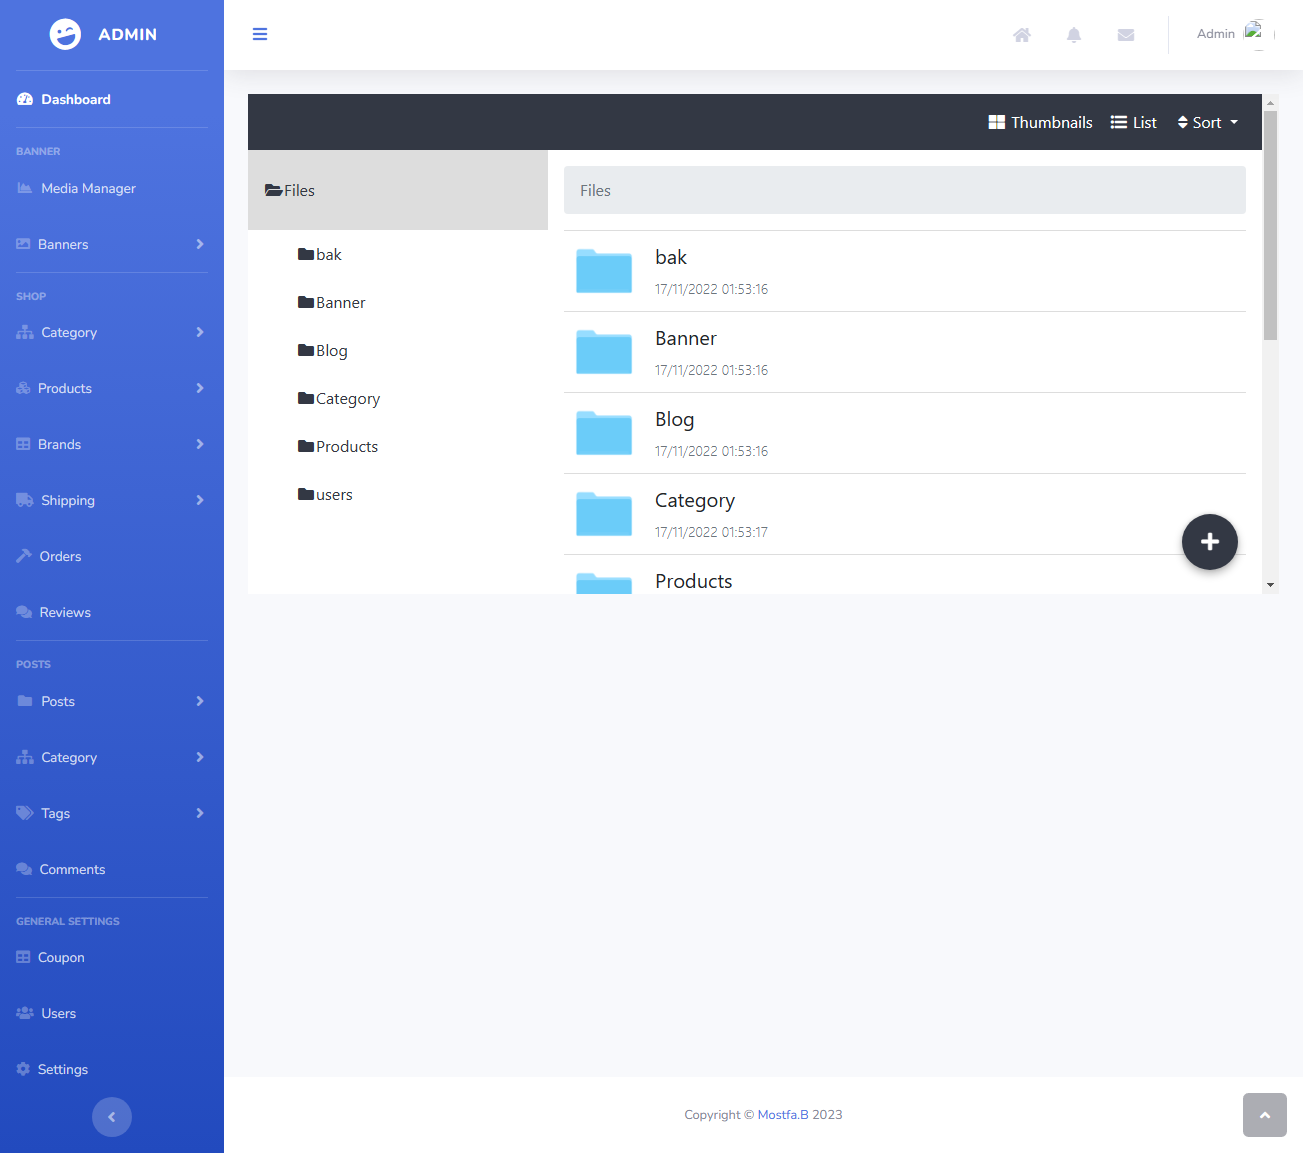 ADMIN
Dashboard
BANNER
Media Manager
Banners
SHOP
Category
Products
Brands
Shipping
Orders
Reviews
POSTS
Posts
Category
Tags
Comments
GENERAL SETTINGS
Coupon
Users
Settings
Admin
Thumbnails List Sort
Files
bak
Banner
Blog
Category
Products
users
Files
bak
17/11/2022 01:53:16
Banner
17/11/2022 01:53:16
Blog
17/11/2022 01:53:16
Category
17/11/2022 01:53:17
Products
Copyright © Mostfa.B 2023